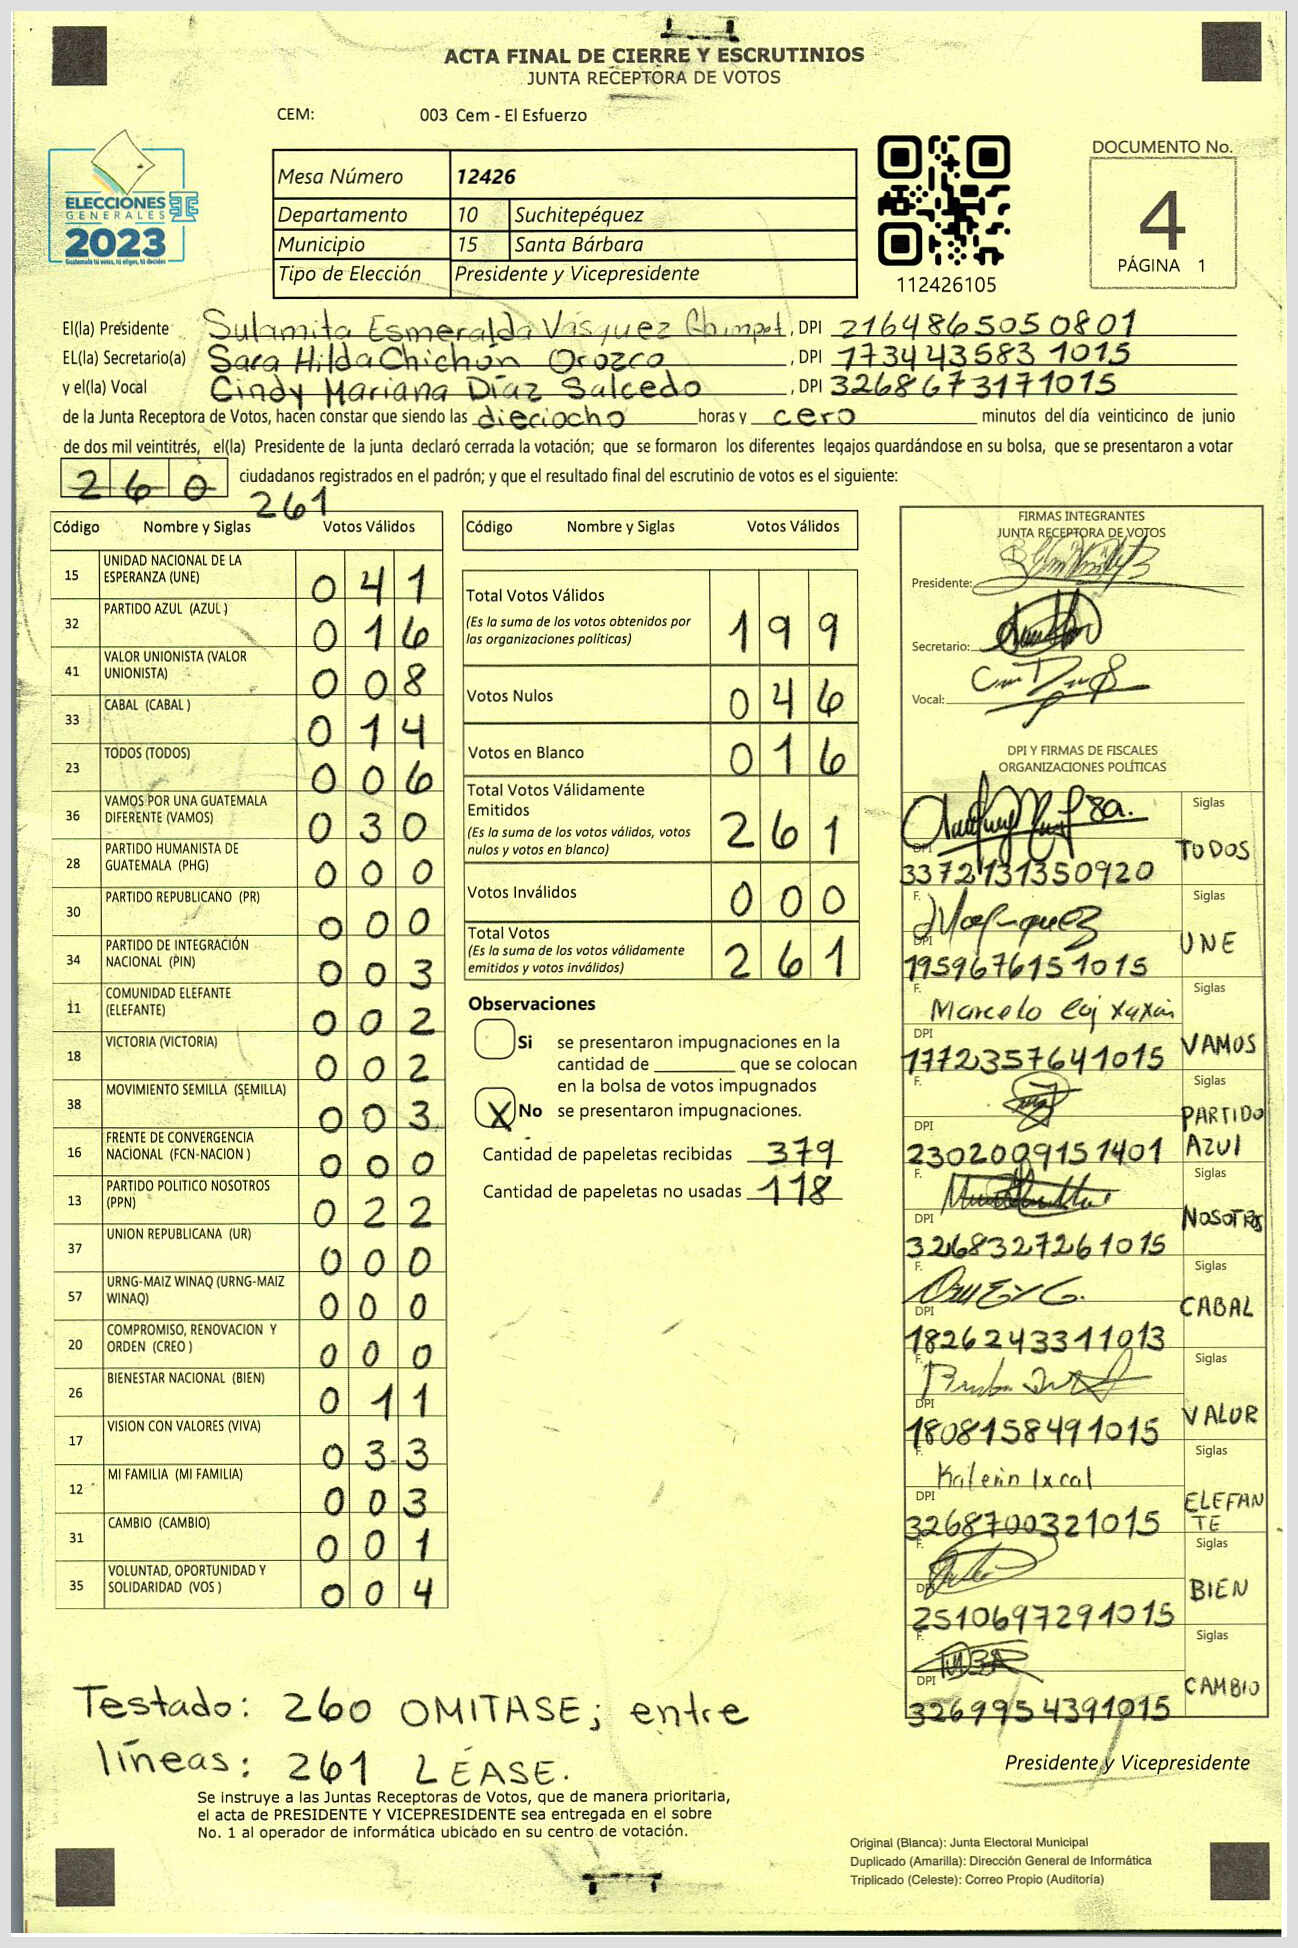 ACTA FINAL DE CIERRE Y ESCRUTINIOS
JUNTA RECEPTORA DE VOTOS
CEM: 003 Cem - El Esfuerzo
ELECCIONES
GENERALES
2023
Guatemala tú votas, tú eliges, tú decides
Mesa Número 12426
Departamento 10 Suchitepéquez
Municipio 15 Santa Bárbara
Tipo de Elección Presidente y Vicepresidente
112426105
DOCUMENTO No.
4
PÁGINA 1
El(la) Presidente Sulamita Esmeralda Vásquez Chumpet, DPI 2164865050801
EL(la) Secretario(a) Sara Hilda Chichún Orozco, DPI 1734435831015
y el(la) Vocal Cindy Mariana Díaz Salcedo, DPI 3268673171015
de la Junta Receptora de Votos, hacen constar que siendo las dieciocho horas y cero minutos del día veinticinco de junio
de dos mil veintitrés, el(la) Presidente de la junta declaró cerrada la votación; que se formaron los diferentes legajos guardándose en su bolsa, que se presentaron a votar
260 ciudadanos registrados en el padrón; y que el resultado final del escrutinio de votos es el siguiente:
261
Código Nombre y Siglas Votos Válidos
15 UNIDAD NACIONAL DE LA ESPERANZA (UNE) 041
32 PARTIDO AZUL (AZUL ) 016
41 VALOR UNIONISTA (VALOR UNIONISTA) 008
33 CABAL (CABAL ) 014
23 TODOS (TODOS) 006
36 VAMOS POR UNA GUATEMALA DIFERENTE (VAMOS) 030
28 PARTIDO HUMANISTA DE GUATEMALA (PHG) 000
30 PARTIDO REPUBLICANO (PR) 000
34 PARTIDO DE INTEGRACIÓN NACIONAL (PIN) 003
11 COMUNIDAD ELEFANTE (ELEFANTE) 002
18 VICTORIA (VICTORIA) 002
38 MOVIMIENTO SEMILLA (SEMILLA) 003
16 FRENTE DE CONVERGENCIA NACIONAL (FCN-NACION ) 000
13 PARTIDO POLITICO NOSOTROS (PPN) 022
37 UNION REPUBLICANA (UR) 000
57 URNG-MAIZ WINAQ (URNG-MAIZ WINAQ) 000
20 COMPROMISO, RENOVACION Y ORDEN (CREO ) 000
26 BIENESTAR NACIONAL (BIEN) 011
17 VISION CON VALORES (VIVA) 033
12 MI FAMILIA (MI FAMILIA) 003
31 CAMBIO (CAMBIO) 001
35 VOLUNTAD, OPORTUNIDAD Y SOLIDARIDAD (VOS ) 004
Código Nombre y Siglas Votos Válidos
Total Votos Válidos 199
(Es la suma de los votos obtenidos por
las organizaciones políticas)
Votos Nulos 046
Votos en Blanco 016
Total Votos Válidamente
Emitidos 261
(Es la suma de los votos válidos, votos
nulos y votos en blanco)
Votos Inválidos 000
Total Votos 261
(Es la suma de los votos válidamente
emitidos y votos inválidos)
Observaciones
Si se presentaron impugnaciones en la
cantidad de ________ que se colocan
en la bolsa de votos impugnados
X No se presentaron impugnaciones.
Cantidad de papeletas recibidas 379
Cantidad de papeletas no usadas 118
FIRMAS INTEGRANTES
JUNTA RECEPTORA DE VOTOS
Presidente:
Secretario:
Vocal:
DPI Y FIRMAS DE FISCALES
ORGANIZACIONES POLÍTICAS
Siglas
DPI
3372131350920 TODOS
F. Siglas
DPI
1959676151015 UNE
F. Marcelo Siglas
DPI
1772357641015 VAMOS
F. Siglas
DPI PARTIDO
2302009151401 AZUL
F. Siglas
DPI
3268327261015 NOSOTROS
F. Siglas
DPI
1826243311013 CABAL
F. Siglas
DPI
1808158491015 VALOR
F. Katerin Ixcal Siglas
DPI ELEFAN
3268700321015 TE
F. Siglas
DPI
2510697291015 BIEN
F. Siglas
DPI
3269954391015 CAMBIO
Testado: 260 OMITASE; entre
líneas: 261 LÉASE.
Presidente y Vicepresidente
Se instruye a las Juntas Receptoras de Votos, que de manera prioritaria,
el acta de PRESIDENTE Y VICEPRESIDENTE sea entregada en el sobre
No. 1 al operador de informática ubicado en su centro de votación.
Original (Blanca): Junta Electoral Municipal
Duplicado (Amarilla): Dirección General de Informática
Triplicado (Celeste): Correo Propio (Auditoría)